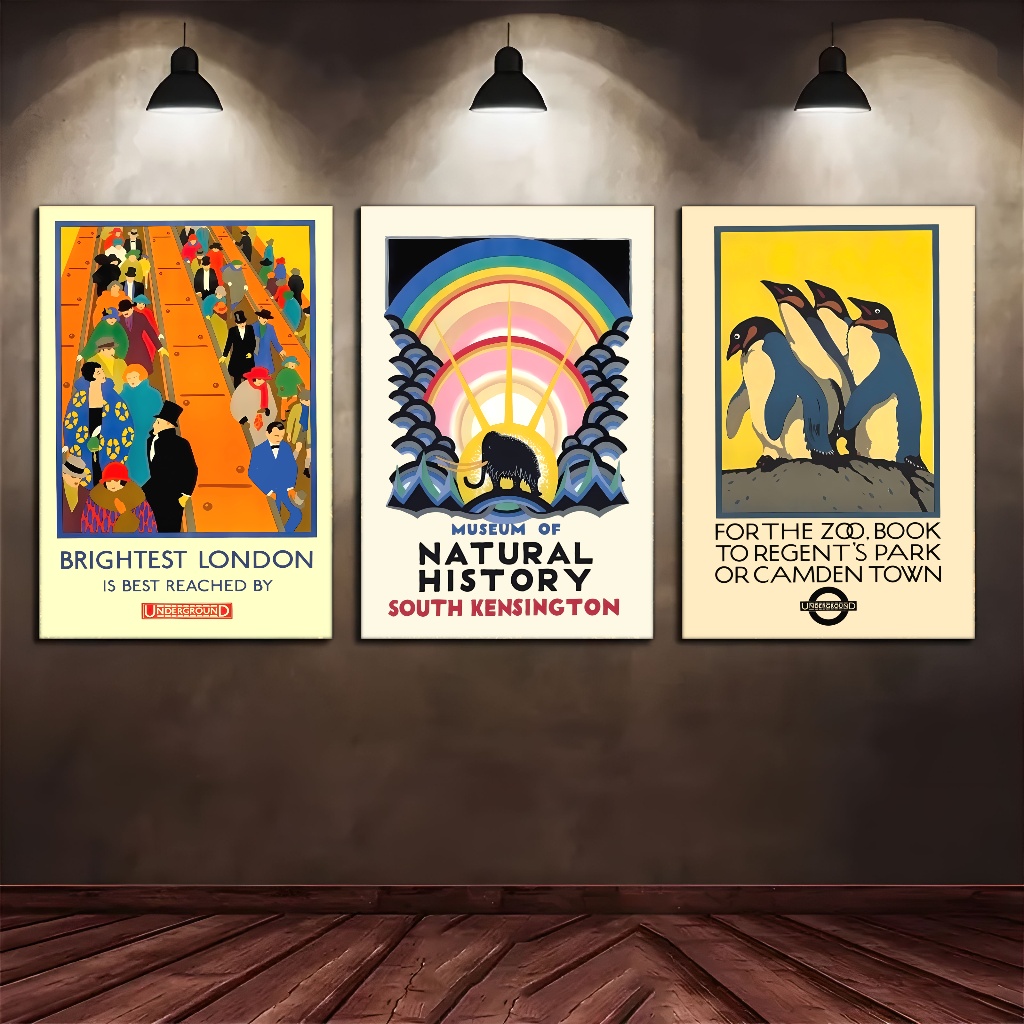 BRIGHTEST LONDON
IS BEST REACHED BY
UNDERGROUND
MUSEUM OF
NATURAL
HISTORY
SOUTH KENSINGTON
FOR THE ZOO, BOOK
TO REGENT'S PARK
OR CAMDEN TOWN
UNDERGROUND